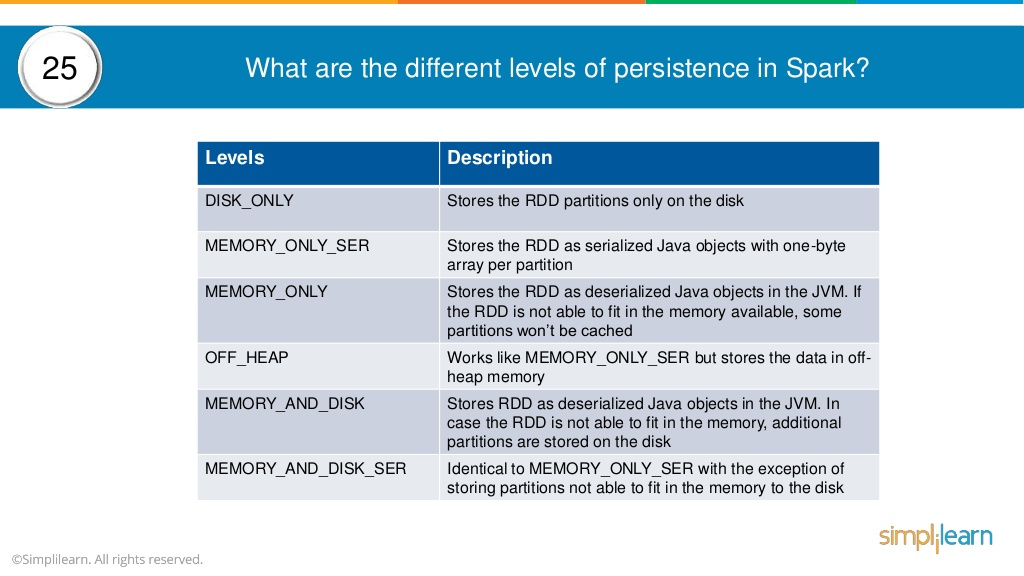 25
What are the different levels of persistence in Spark?
Levels
Description
DISK_ONLY
Stores the RDD partitions only on the disk
MEMORY_ONLY_SER
Stores the RDD as serialized Java objects with one-byte
array per partition
MEMORY_ONLY
Stores the RDD as deserialized Java objects in the JVM. If
the RDD is not able to fit in the memory available, some
partitions won’t be cached
OFF_HEAP
Works like MEMORY_ONLY_SER but stores the data in off-
heap memory
MEMORY_AND_DISK
Stores RDD as deserialized Java objects in the JVM. In
case the RDD is not able to fit in the memory, additional
partitions are stored on the disk
MEMORY_AND_DISK_SER
Identical to MEMORY_ONLY_SER with the exception of
storing partitions not able to fit in the memory to the disk
simplilearn
©Simplilearn. All rights reserved.